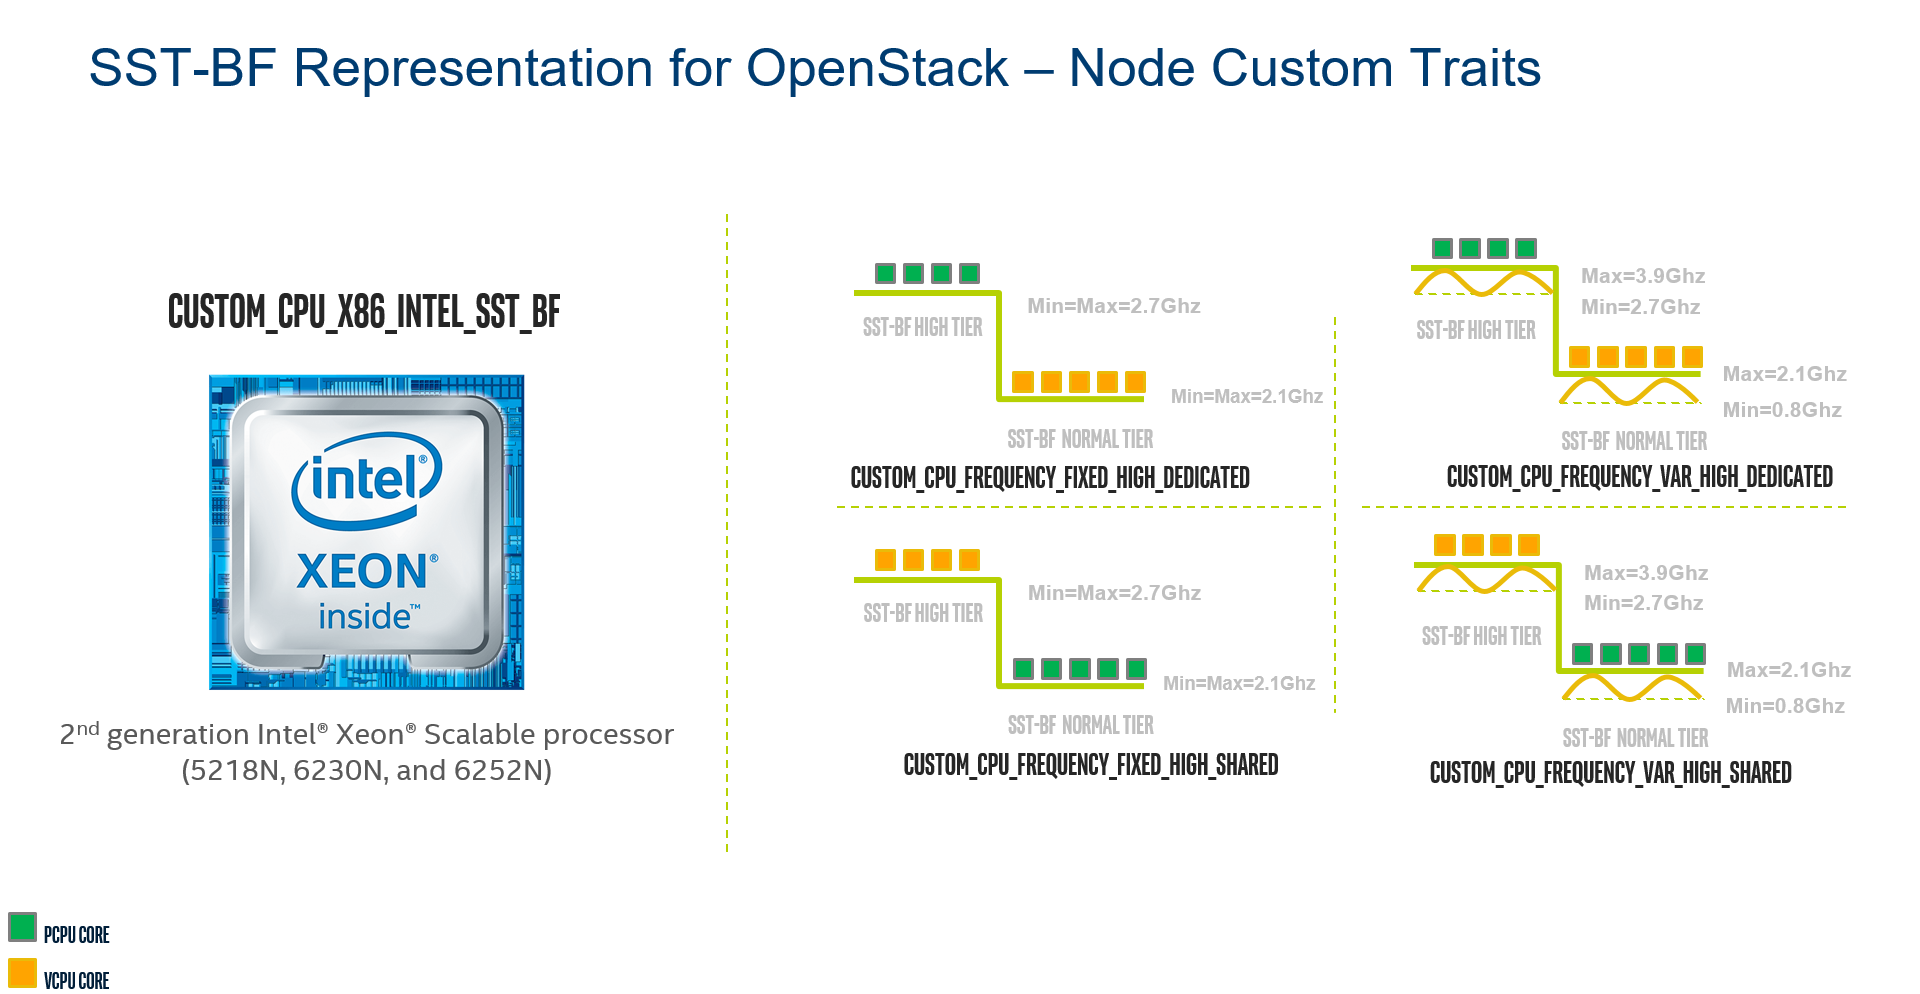 SST-BF Representation for OpenStack – Node Custom Traits
CUSTOM_CPU_X86_INTEL_SST_BF
intel®
XEON®
inside™
2nd generation Intel® Xeon® Scalable processor
(5218N, 6230N, and 6252N)
Min=Max=2.7Ghz
SST-BF HIGH TIER
Min=Max=2.1Ghz
SST-BF NORMAL TIER
CUSTOM_CPU_FREQUENCY_FIXED_HIGH_DEDICATED
Max=3.9Ghz
Min=2.7Ghz
SST-BF HIGH TIER
Max=2.1Ghz
Min=0.8Ghz
SST-BF NORMAL TIER
CUSTOM_CPU_FREQUENCY_VAR_HIGH_DEDICATED
Min=Max=2.7Ghz
SST-BF HIGH TIER
Min=Max=2.1Ghz
SST-BF NORMAL TIER
CUSTOM_CPU_FREQUENCY_FIXED_HIGH_SHARED
Max=3.9Ghz
Min=2.7Ghz
SST-BF HIGH TIER
Max=2.1Ghz
Min=0.8Ghz
SST-BF NORMAL TIER
CUSTOM_CPU_FREQUENCY_VAR_HIGH_SHARED
PCPU CORE
VCPU CORE